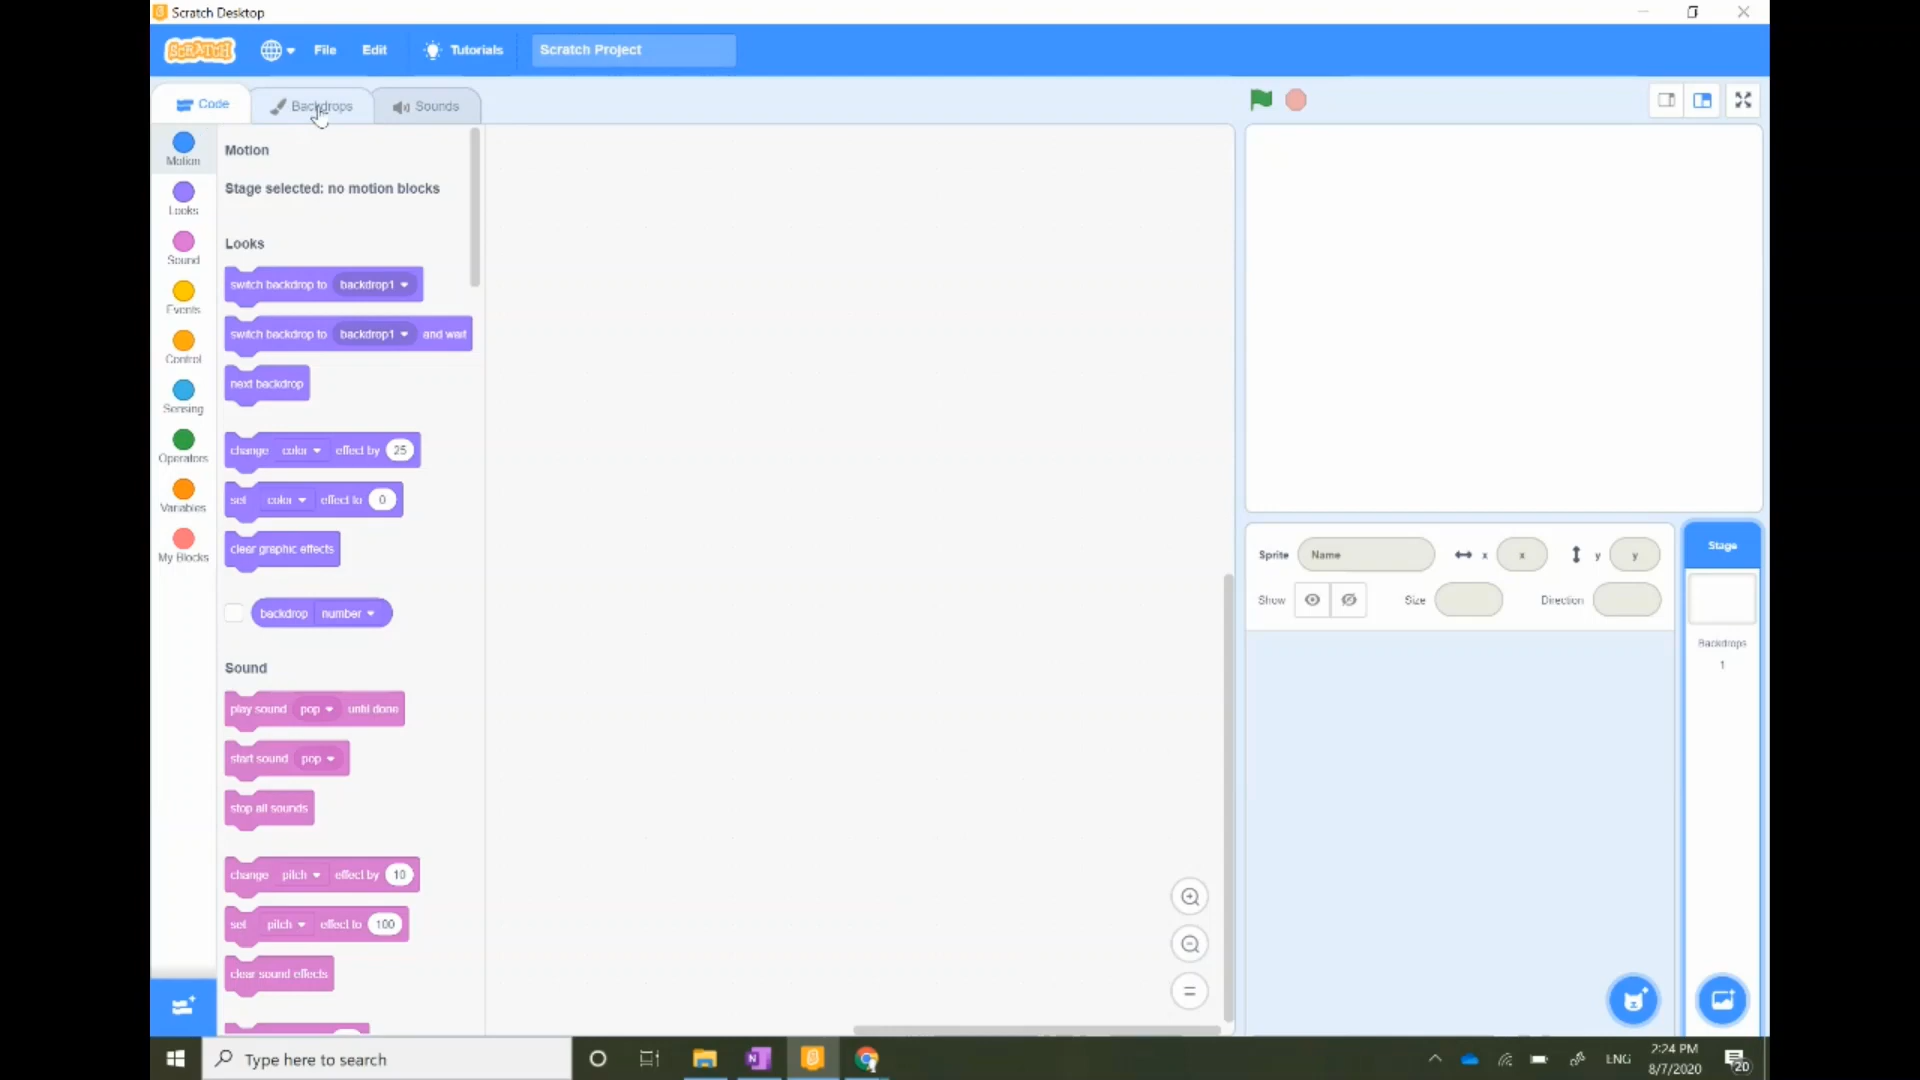 Scratch Desktop
SCRATCH File Edit Tutorials Scratch Project
Code Backdrops Sounds
Motion
Looks
Sound
Events
Control
Sensing
Operators
Variables
My Blocks
Motion
Stage selected: no motion blocks
Looks
switch backdrop to backdrop1
switch backdrop to backdrop1 and wait
next backdrop
change color effect by 25
set color effect to 0
clear graphic effects
backdrop number
Sound
play sound pop until done
start sound pop
stop all sounds
change pitch effect by 10
set pitch effect to 100
clear sound effects
Sprite Name x x y y
Show Size Direction
Stage
Backdrops
1
Type here to search
ENG
2:24 PM
8/7/2020
20